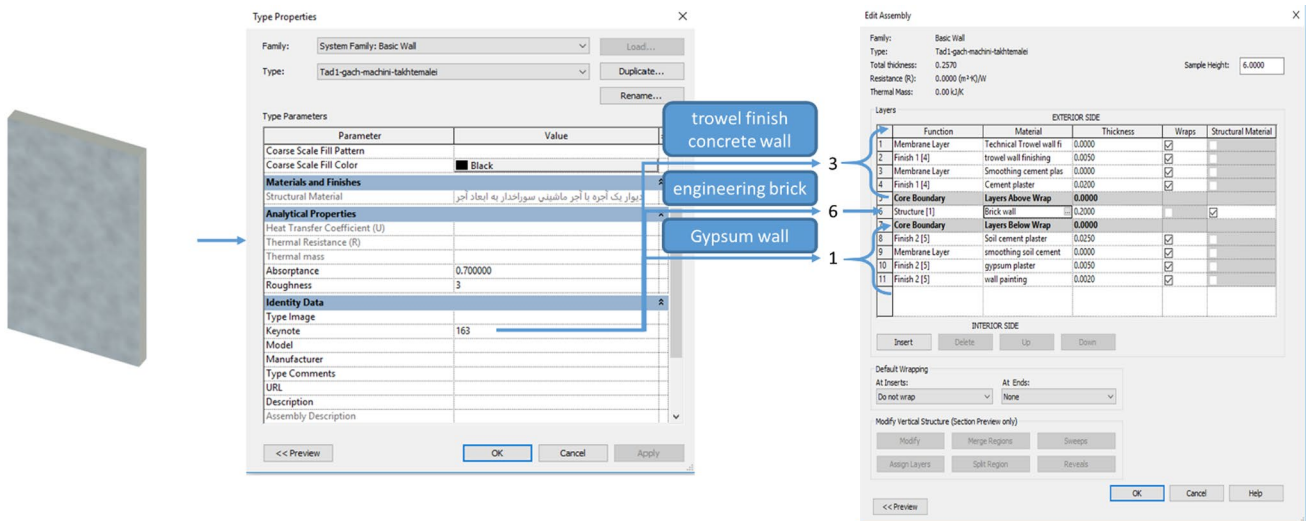 Type Properties
×
Family: System Family: Basic Wall Load...
Type: Tad1-gach-machini-takhtemalei Duplicate...
Rename...
Type Parameters
Parameter Value
Coarse Scale Fill Pattern
Coarse Scale Fill Color Black
Materials and Finishes
Structural Material دیوار یک آجره با آجر ماشینی سوراخدار به ابعاد آجر
Analytical Properties
Heat Transfer Coefficient (U)
Thermal Resistance (R)
Thermal mass
Absorptance 0.700000
Roughness 3
Identity Data
Type Image
Keynote 163
Model
Manufacturer
Type Comments
URL
Description
Assembly Description
<< Preview OK Cancel Apply
trowel finish
concrete wall
engineering brick
Gypsum wall
3
6
1
Edit Assembly
X
Family: Basic Wall
Type: Tad1-gach-machini-takhtemalei
Total thickness: 0.2570 Sample Height: 6.0000
Resistance (R): 0.0000 (m²·K)/W
Thermal Mass: 0.00 kJ/K
Layers
EXTERIOR SIDE
Function Material Thickness Wraps Structural Material
1 Membrane Layer Technical Trowel wall fi 0.0000
2 Finish 1 [4] trowel wall finishing 0.0050
3 Membrane Layer Smoothing cement plas 0.0000
4 Finish 1 [4] Cement plaster 0.0200
5 Core Boundary Layers Above Wrap 0.0000
6 Structure [1] Brick wall ... 0.2000
7 Core Boundary Layers Below Wrap 0.0000
8 Finish 2 [5] Soil cement plaster 0.0250
9 Membrane Layer smoothing soil cement 0.0000
10 Finish 2 [5] gypsum plaster 0.0050
11 Finish 2 [5] wall painting 0.0020
INTERIOR SIDE
Insert Delete Up Down
Default Wrapping
At Inserts: At Ends:
Do not wrap None
Modify Vertical Structure (Section Preview only)
Modify Merge Regions Sweeps
Assign Layers Split Region Reveals
OK Cancel Help
<< Preview